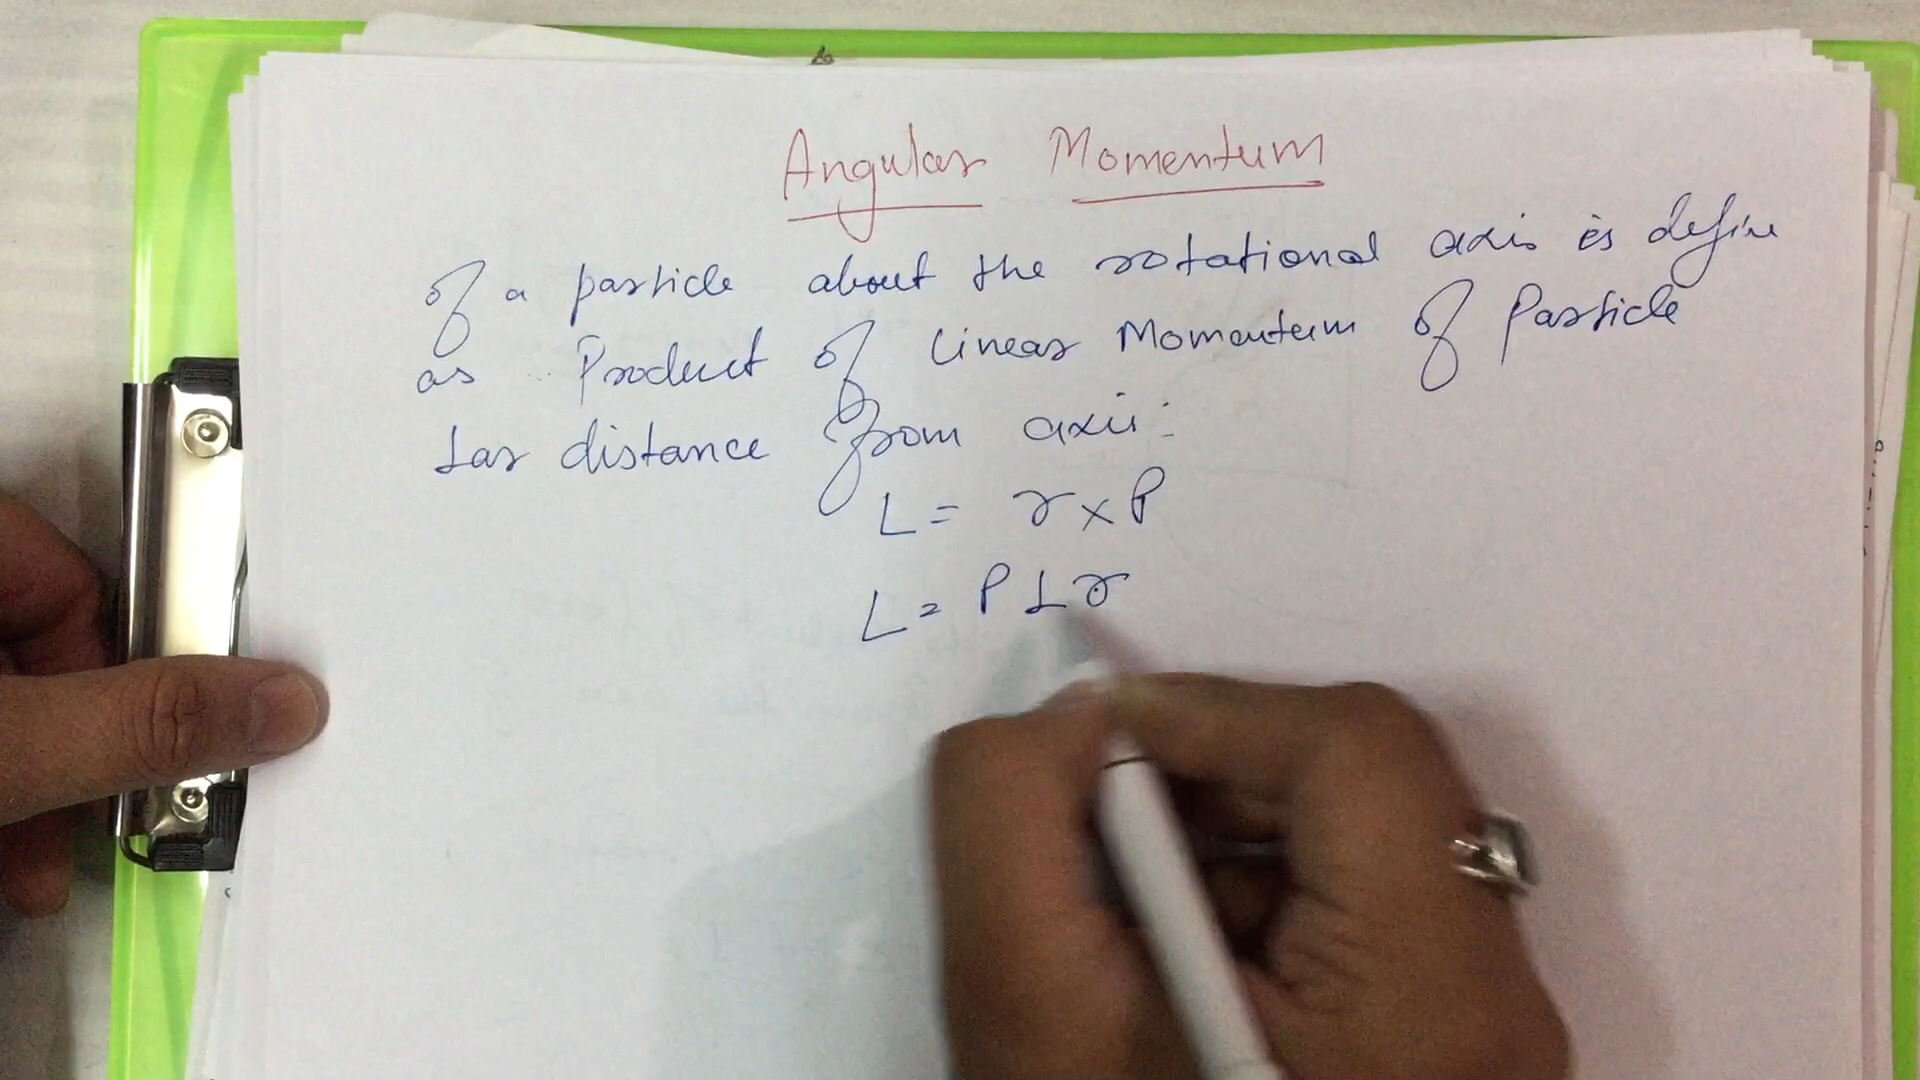 Angular Momentum
of a particle about the rotational axis is define
as Product of Linear Momentum of Particle
⊥ar distance from axis:
L = r × P
L = P ⊥ r